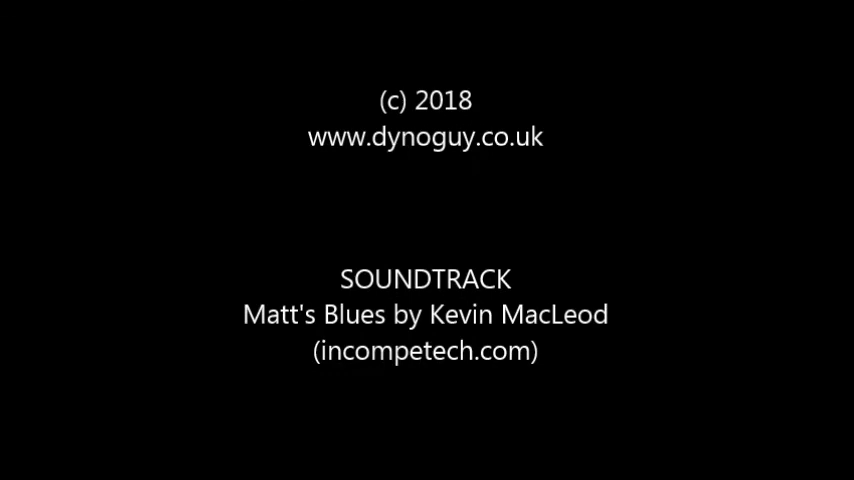 (c) 2018
www.dynoguy.co.uk
SOUNDTRACK
Matt's Blues by Kevin MacLeod
(incompetech.com)